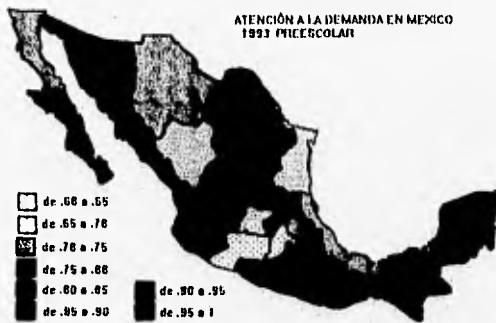 ATENCIÓN A LA DEMANDA EN MEXICO
1993 PREESCOLAR
de .60 a .65
de .65 a .70
de .70 a .75
de .75 a .80
de .80 a .85
de .85 a .90
de .90 a .95
de .95 a 1